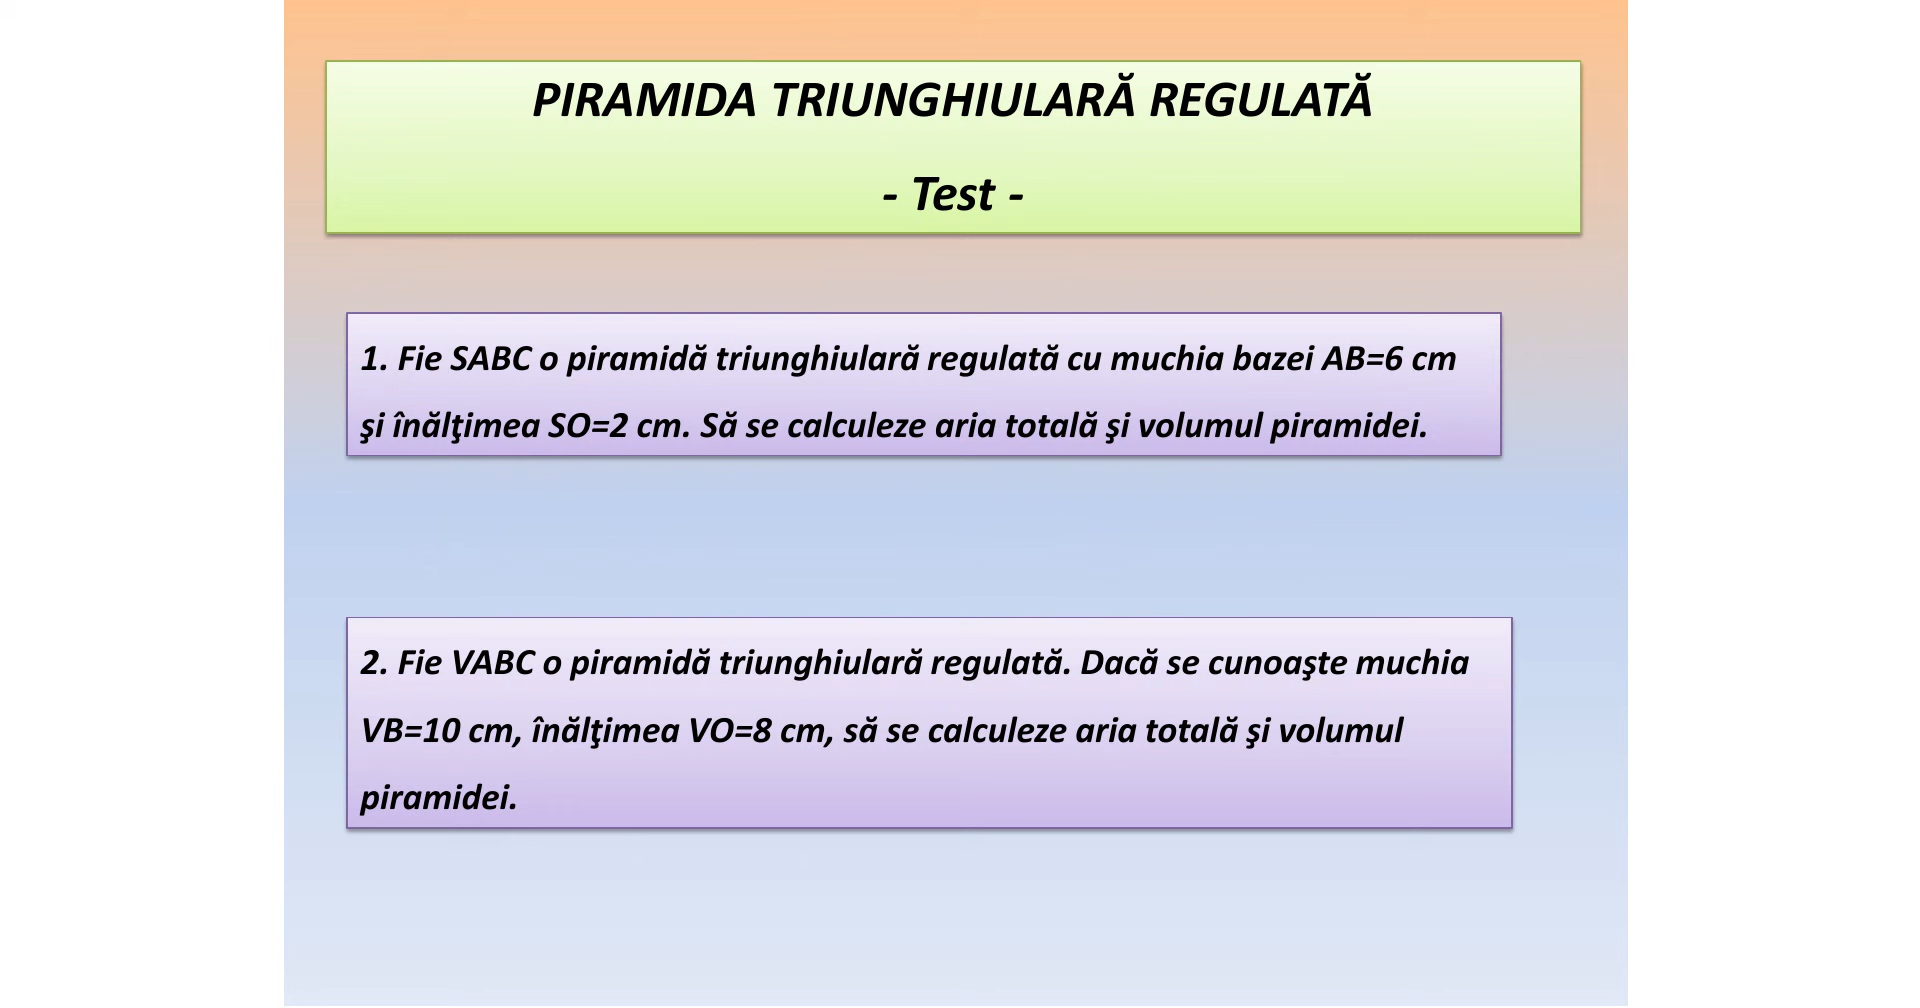 PIRAMIDA TRIUNGHIULARĂ REGULATĂ
- Test -
1. Fie SABC o piramidă triunghiulară regulată cu muchia bazei AB=6 cm
şi înălţimea SO=2 cm. Să se calculeze aria totală şi volumul piramidei.
2. Fie VABC o piramidă triunghiulară regulată. Dacă se cunoaşte muchia
VB=10 cm, înălţimea VO=8 cm, să se calculeze aria totală şi volumul
piramidei.